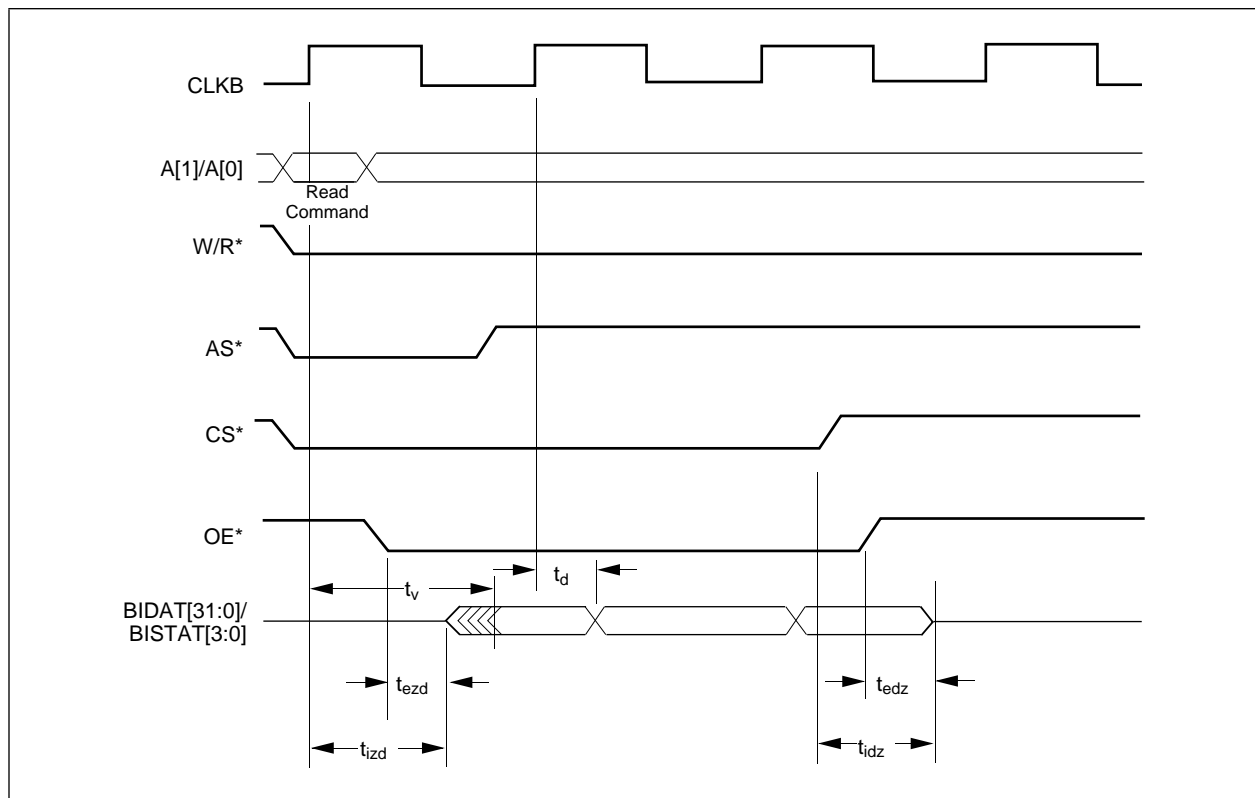 CLKB
A[1]/A[0]
Read
Command
W/R*
AS*
CS*
OE*
t_v
t_d
BIDAT[31:0]/
BISTAT[3:0]
t_ezd
t_edz
t_izd
t_idz